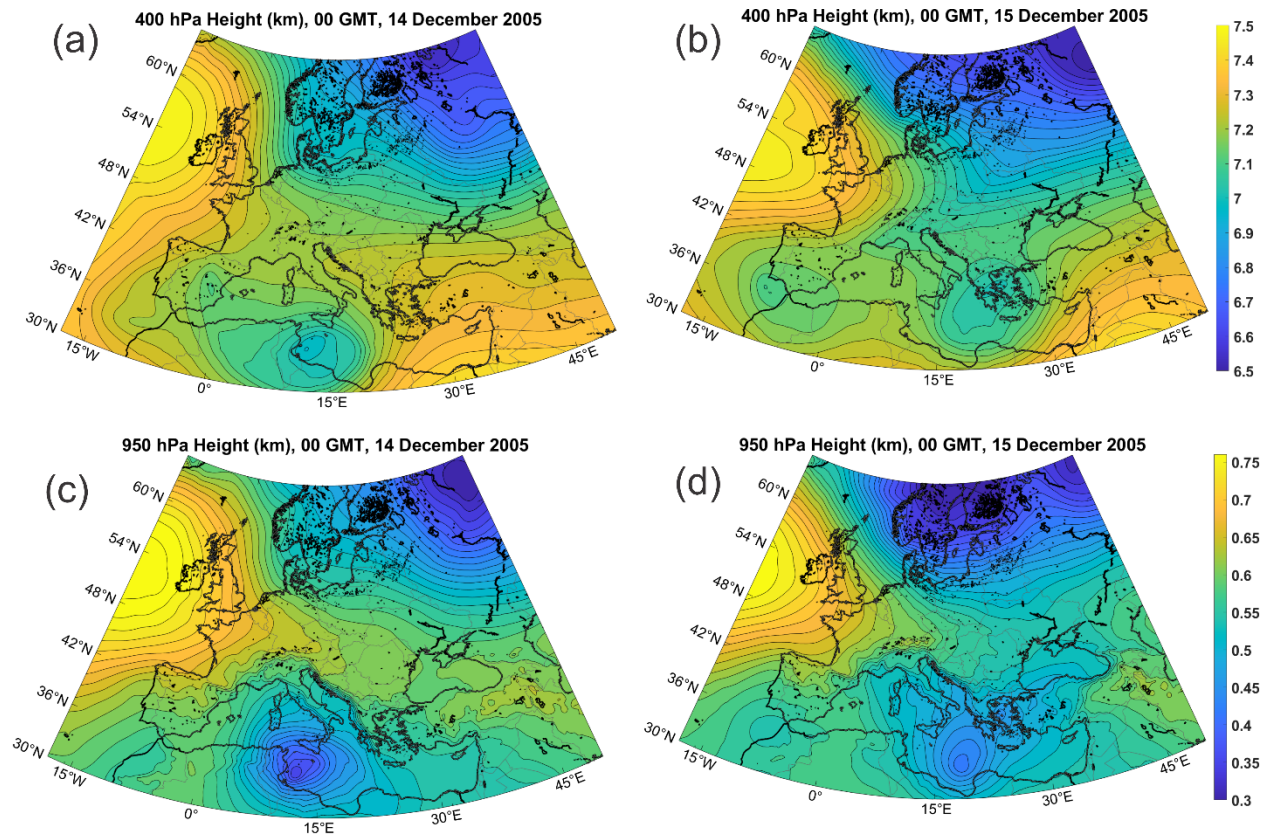 400 hPa Height (km), 00 GMT, 14 December 2005
(a)
60°N
54°N
48°N
42°N
36°N
30°N
15°W
0°
15°E
30°E
45°E
400 hPa Height (km), 00 GMT, 15 December 2005
(b)
60°N
54°N
48°N
42°N
36°N
30°N
15°W
0°
15°E
30°E
45°E
7.5
7.4
7.3
7.2
7.1
7
6.9
6.8
6.7
6.6
6.5
950 hPa Height (km), 00 GMT, 14 December 2005
(c)
60°N
54°N
48°N
42°N
36°N
30°N
15°W
0°
15°E
30°E
45°E
950 hPa Height (km), 00 GMT, 15 December 2005
(d)
60°N
54°N
48°N
42°N
36°N
30°N
15°W
0°
15°E
30°E
45°E
0.75
0.7
0.65
0.6
0.55
0.5
0.45
0.4
0.35
0.3